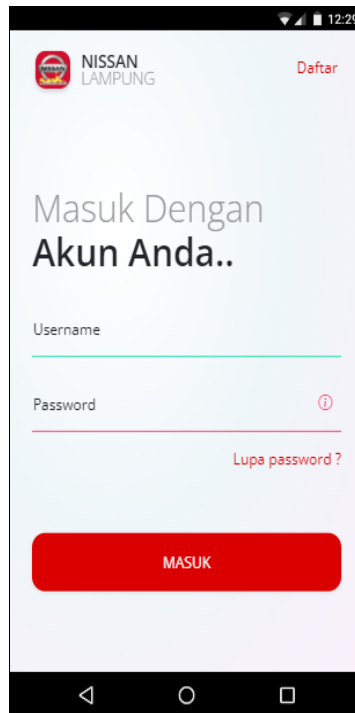 12:29
NISSAN
LAMPUNG
Daftar
Masuk Dengan
Akun Anda..
Username
Password
Lupa password ?
MASUK